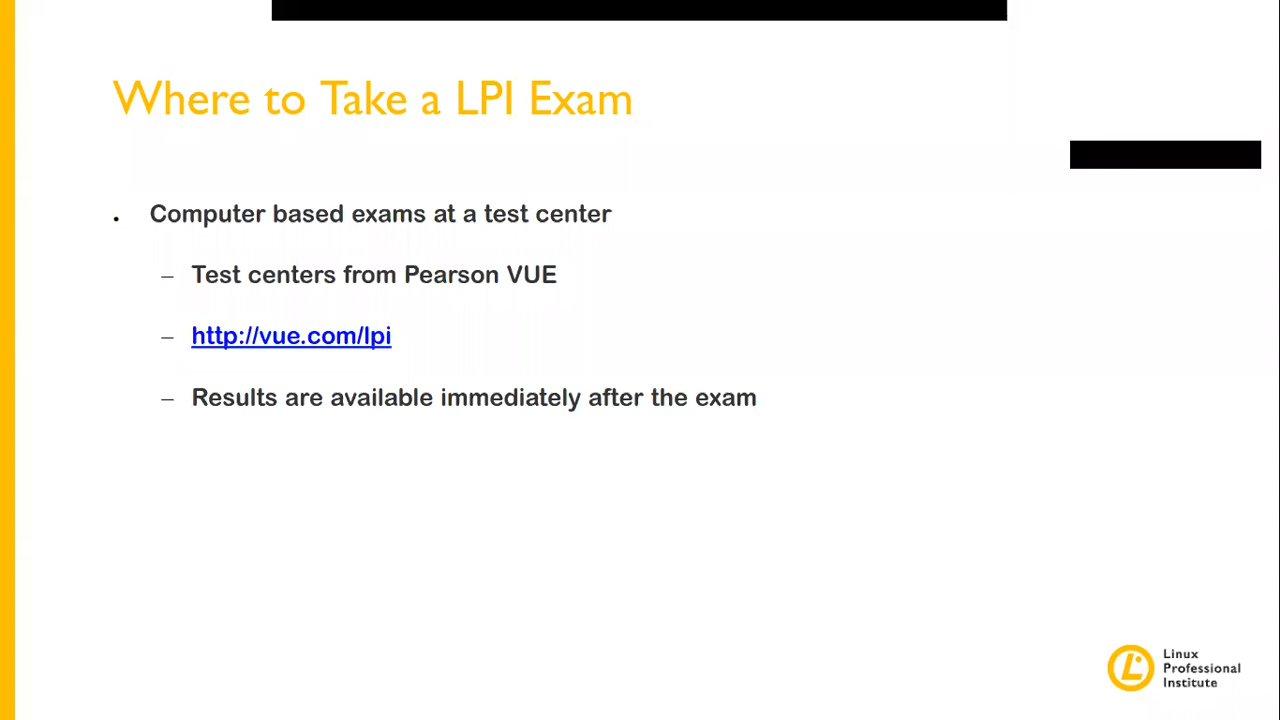 Where to Take a LPI Exam
• Computer based exams at a test center
– Test centers from Pearson VUE
– http://vue.com/lpi
– Results are available immediately after the exam
Linux
Professional
Institute